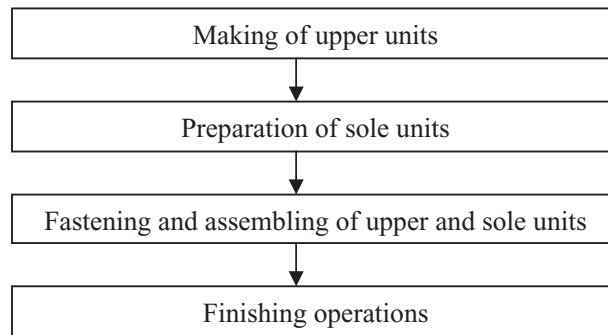 Making of upper units
Preparation of sole units
Fastening and assembling of upper and sole units
Finishing operations